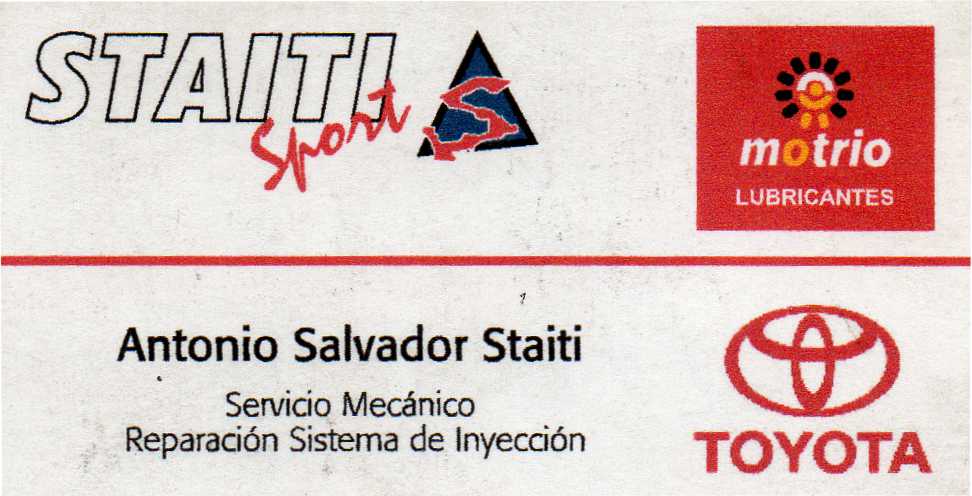 STAITI
Sport
S
motrio
LUBRICANTES
Antonio Salvador Staiti
Servicio Mecánico
Reparación Sistema de Inyección
TOYOTA